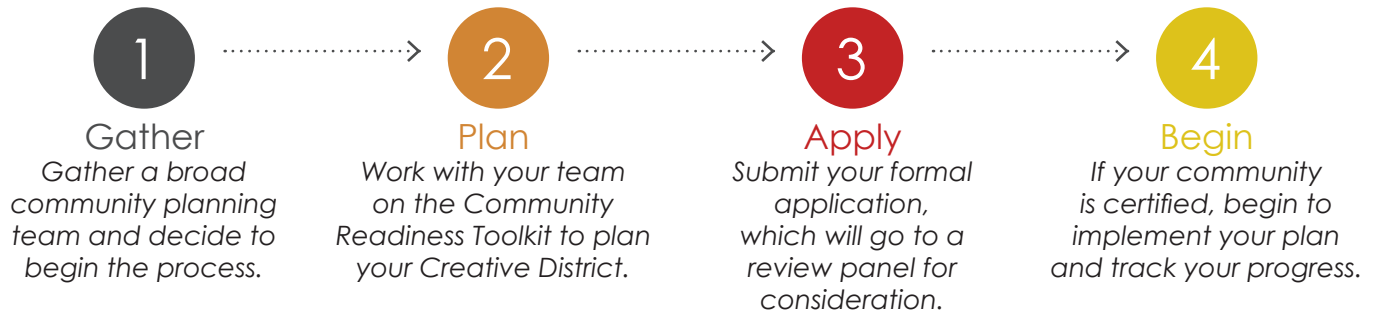 1
Gather
Gather a broad
community planning
team and decide to
begin the process.
2
Plan
Work with your team
on the Community
Readiness Toolkit to plan
your Creative District.
3
Apply
Submit your formal
application,
which will go to a
review panel for
consideration.
4
Begin
If your community
is certified, begin to
implement your plan
and track your progress.